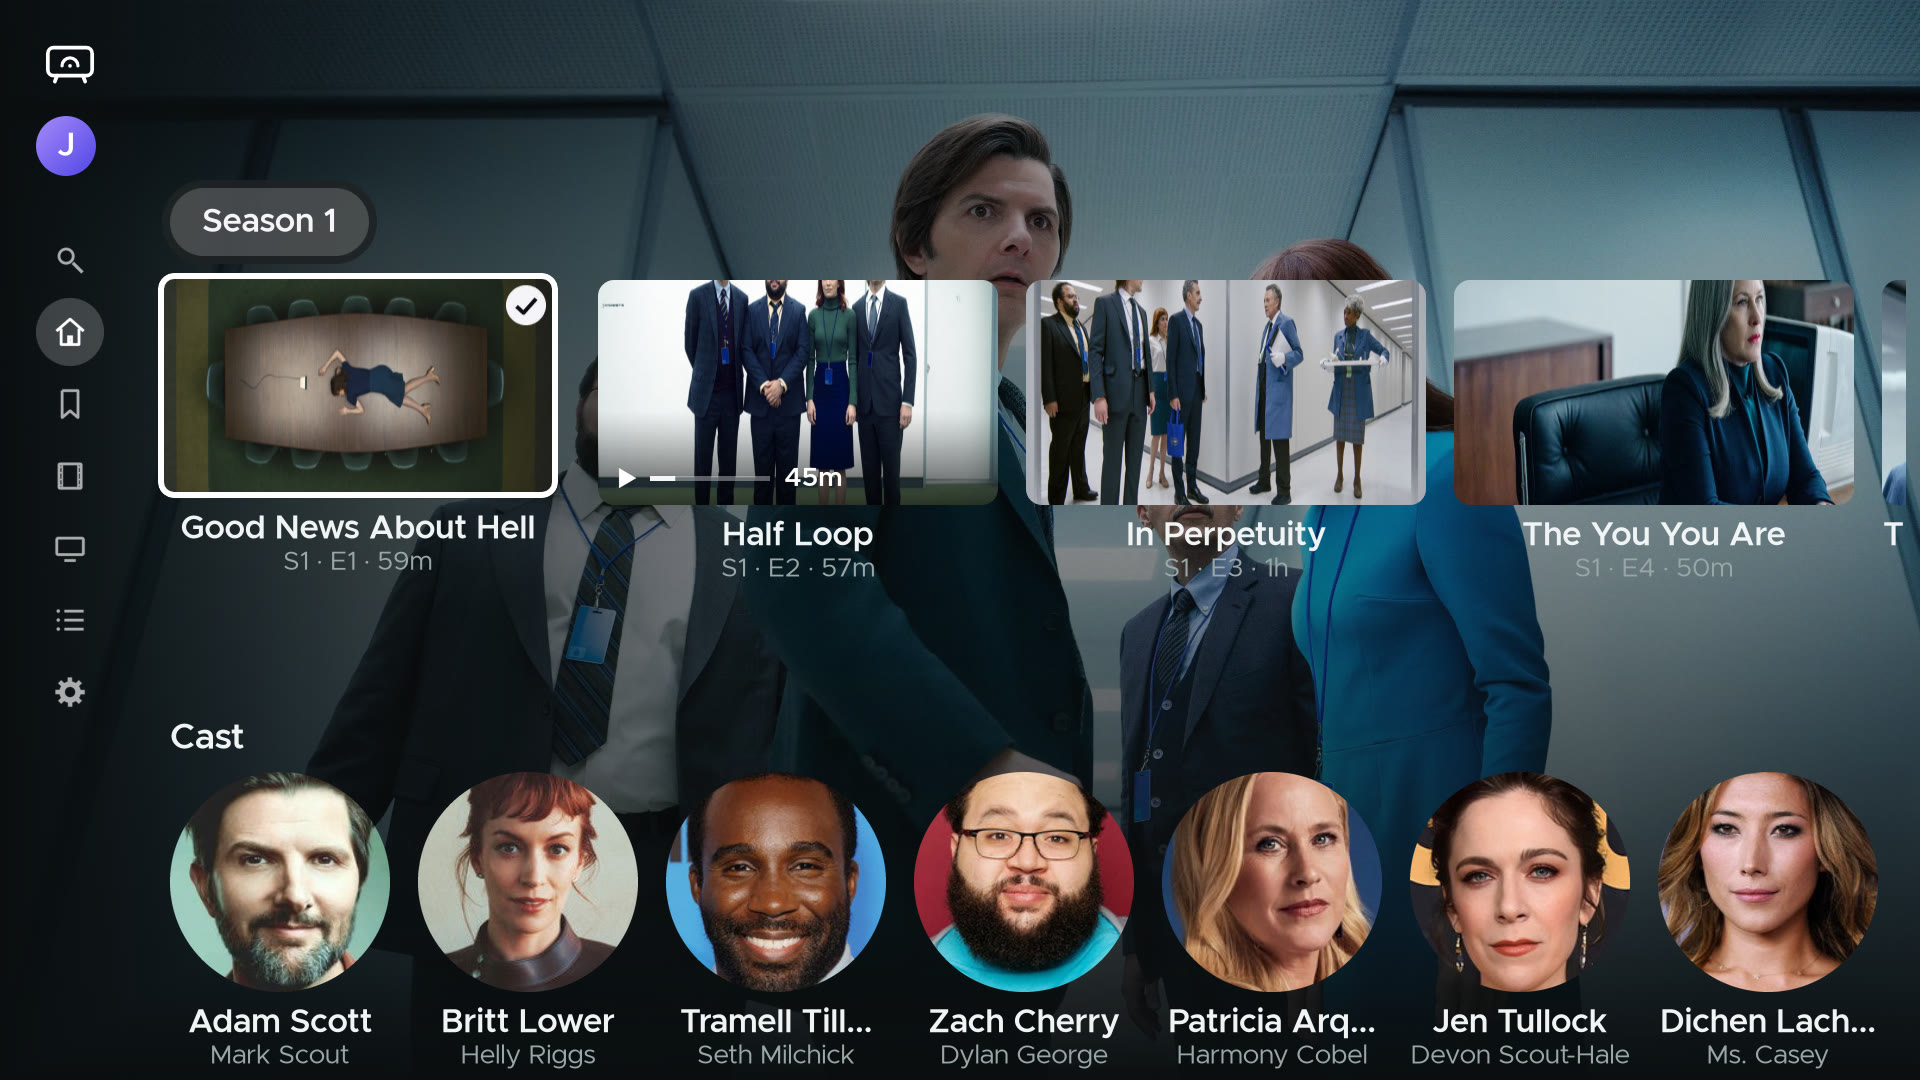 J
Season 1
45m
Good News About Hell
S1 · E1 · 59m
Half Loop
S1 · E2 · 57m
In Perpetuity
S1 · E3 · 1h
The You You Are
S1 · E4 · 50m
T
Cast
Adam Scott
Mark Scout
Britt Lower
Helly Riggs
Tramell Till...
Seth Milchick
Zach Cherry
Dylan George
Patricia Arq...
Harmony Cobel
Jen Tullock
Devon Scout-Hale
Dichen Lach...
Ms. Casey